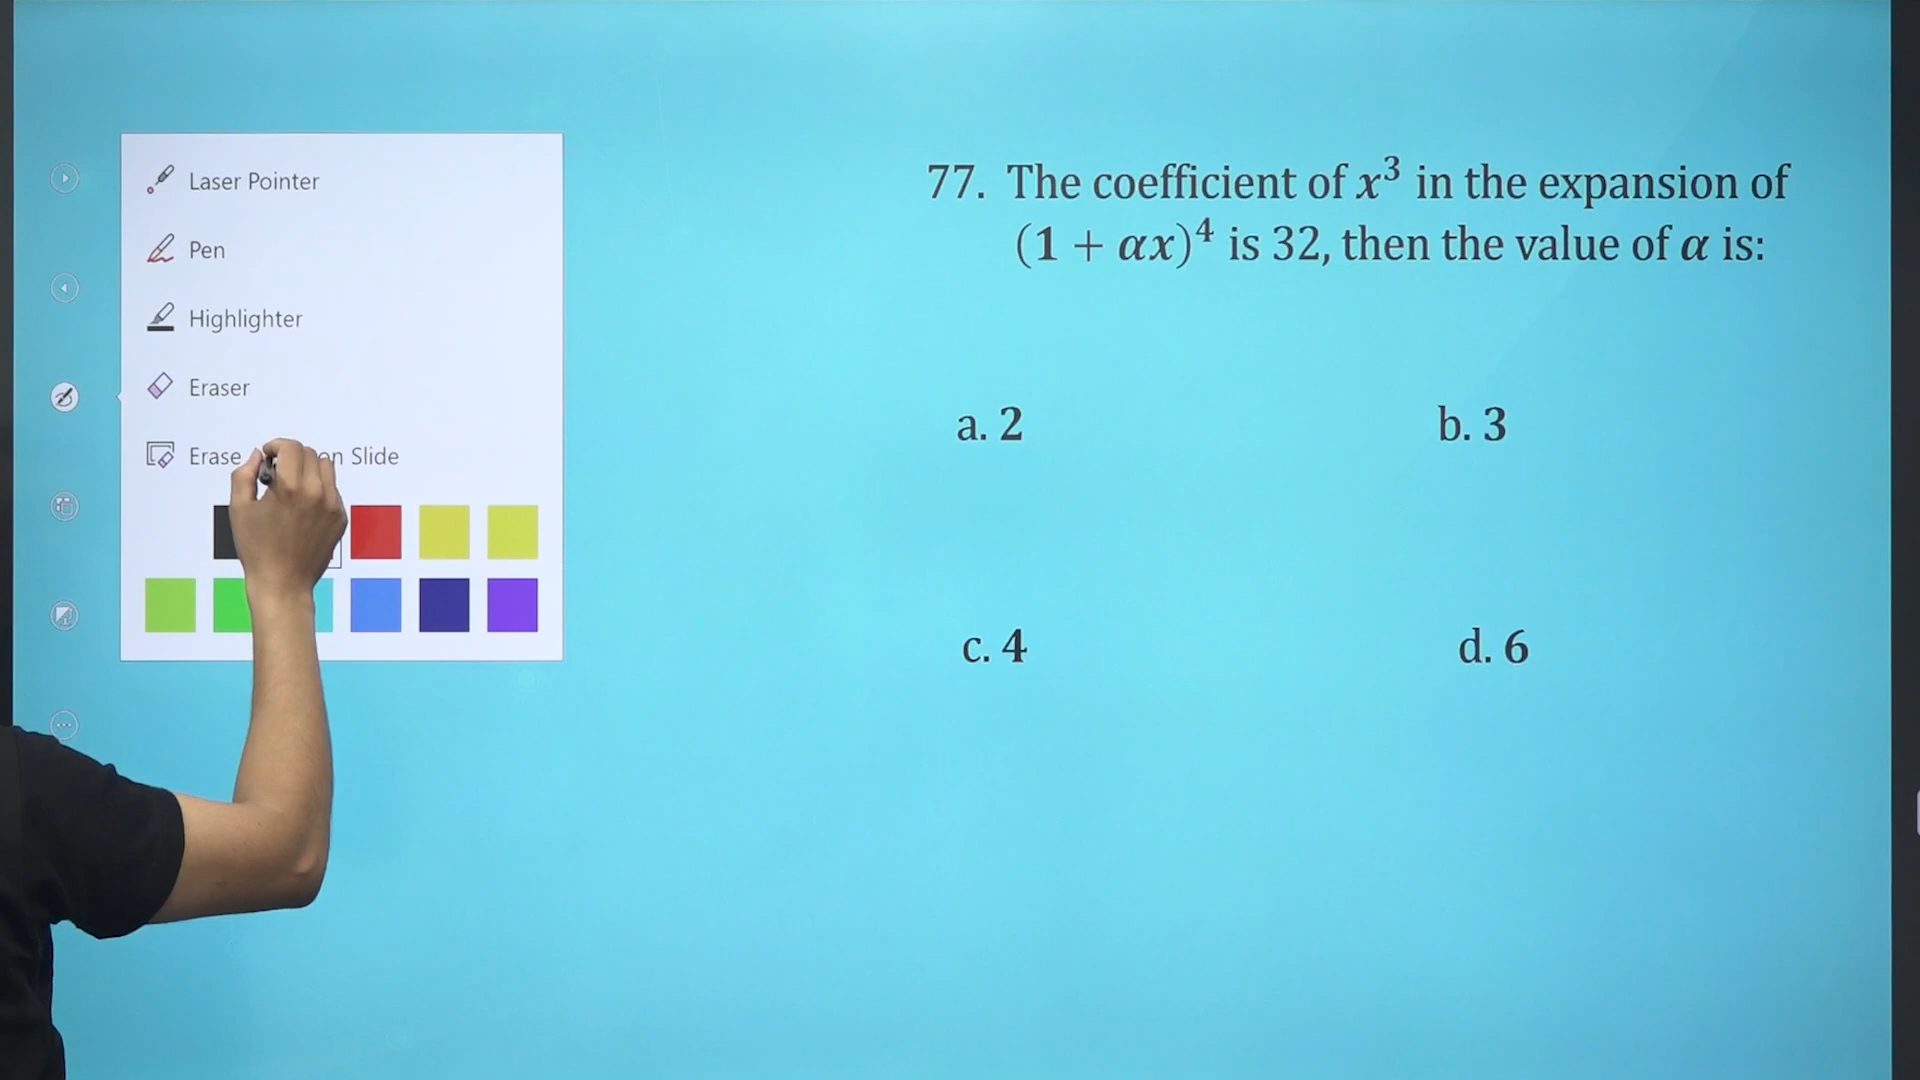 Laser Pointer
Pen
Highlighter
Eraser
Erase on Slide
77. The coefficient of x³ in the expansion of
(1 + αx)⁴ is 32, then the value of α is:
a. 2
b. 3
c. 4
d. 6